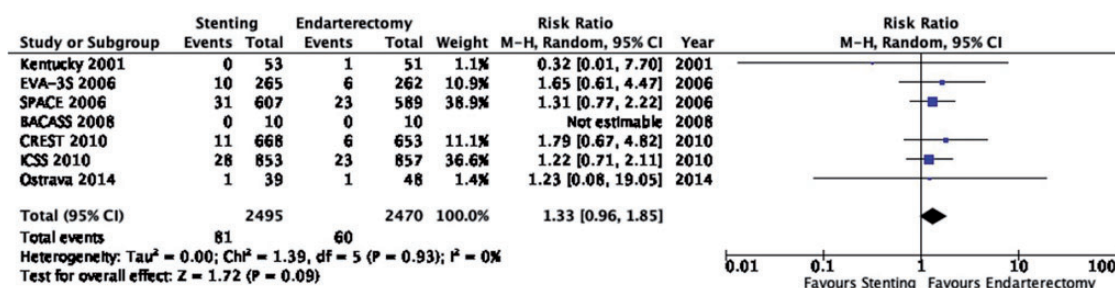 Stenting Endarterectomy Risk Ratio Risk Ratio
Study or Subgroup Events Total Events Total Weight M-H, Random, 95% CI Year M-H, Random, 95% CI
Kentucky 2001 0 53 1 51 1.1% 0.32 [0.01, 7.70] 2001
EVA-3S 2006 10 265 6 262 10.9% 1.65 [0.61, 4.47] 2006
SPACE 2006 31 607 23 589 38.9% 1.31 [0.77, 2.22] 2006
BACASS 2008 0 10 0 10 Not estimable 2008
CREST 2010 11 668 6 653 11.1% 1.79 [0.67, 4.82] 2010
ICSS 2010 28 853 23 857 36.6% 1.22 [0.71, 2.11] 2010
Ostrava 2014 1 39 1 48 1.4% 1.23 [0.08, 19.05] 2014
Total (95% CI) 2495 2470 100.0% 1.33 [0.96, 1.85]
Total events 81 60
Heterogeneity: Tau² = 0.00; Chi² = 1.39, df = 5 (P = 0.93); I² = 0%
Test for overall effect: Z = 1.72 (P = 0.09)
0.01 0.1 1 10 100
Favours Stenting Favours Endarterectomy